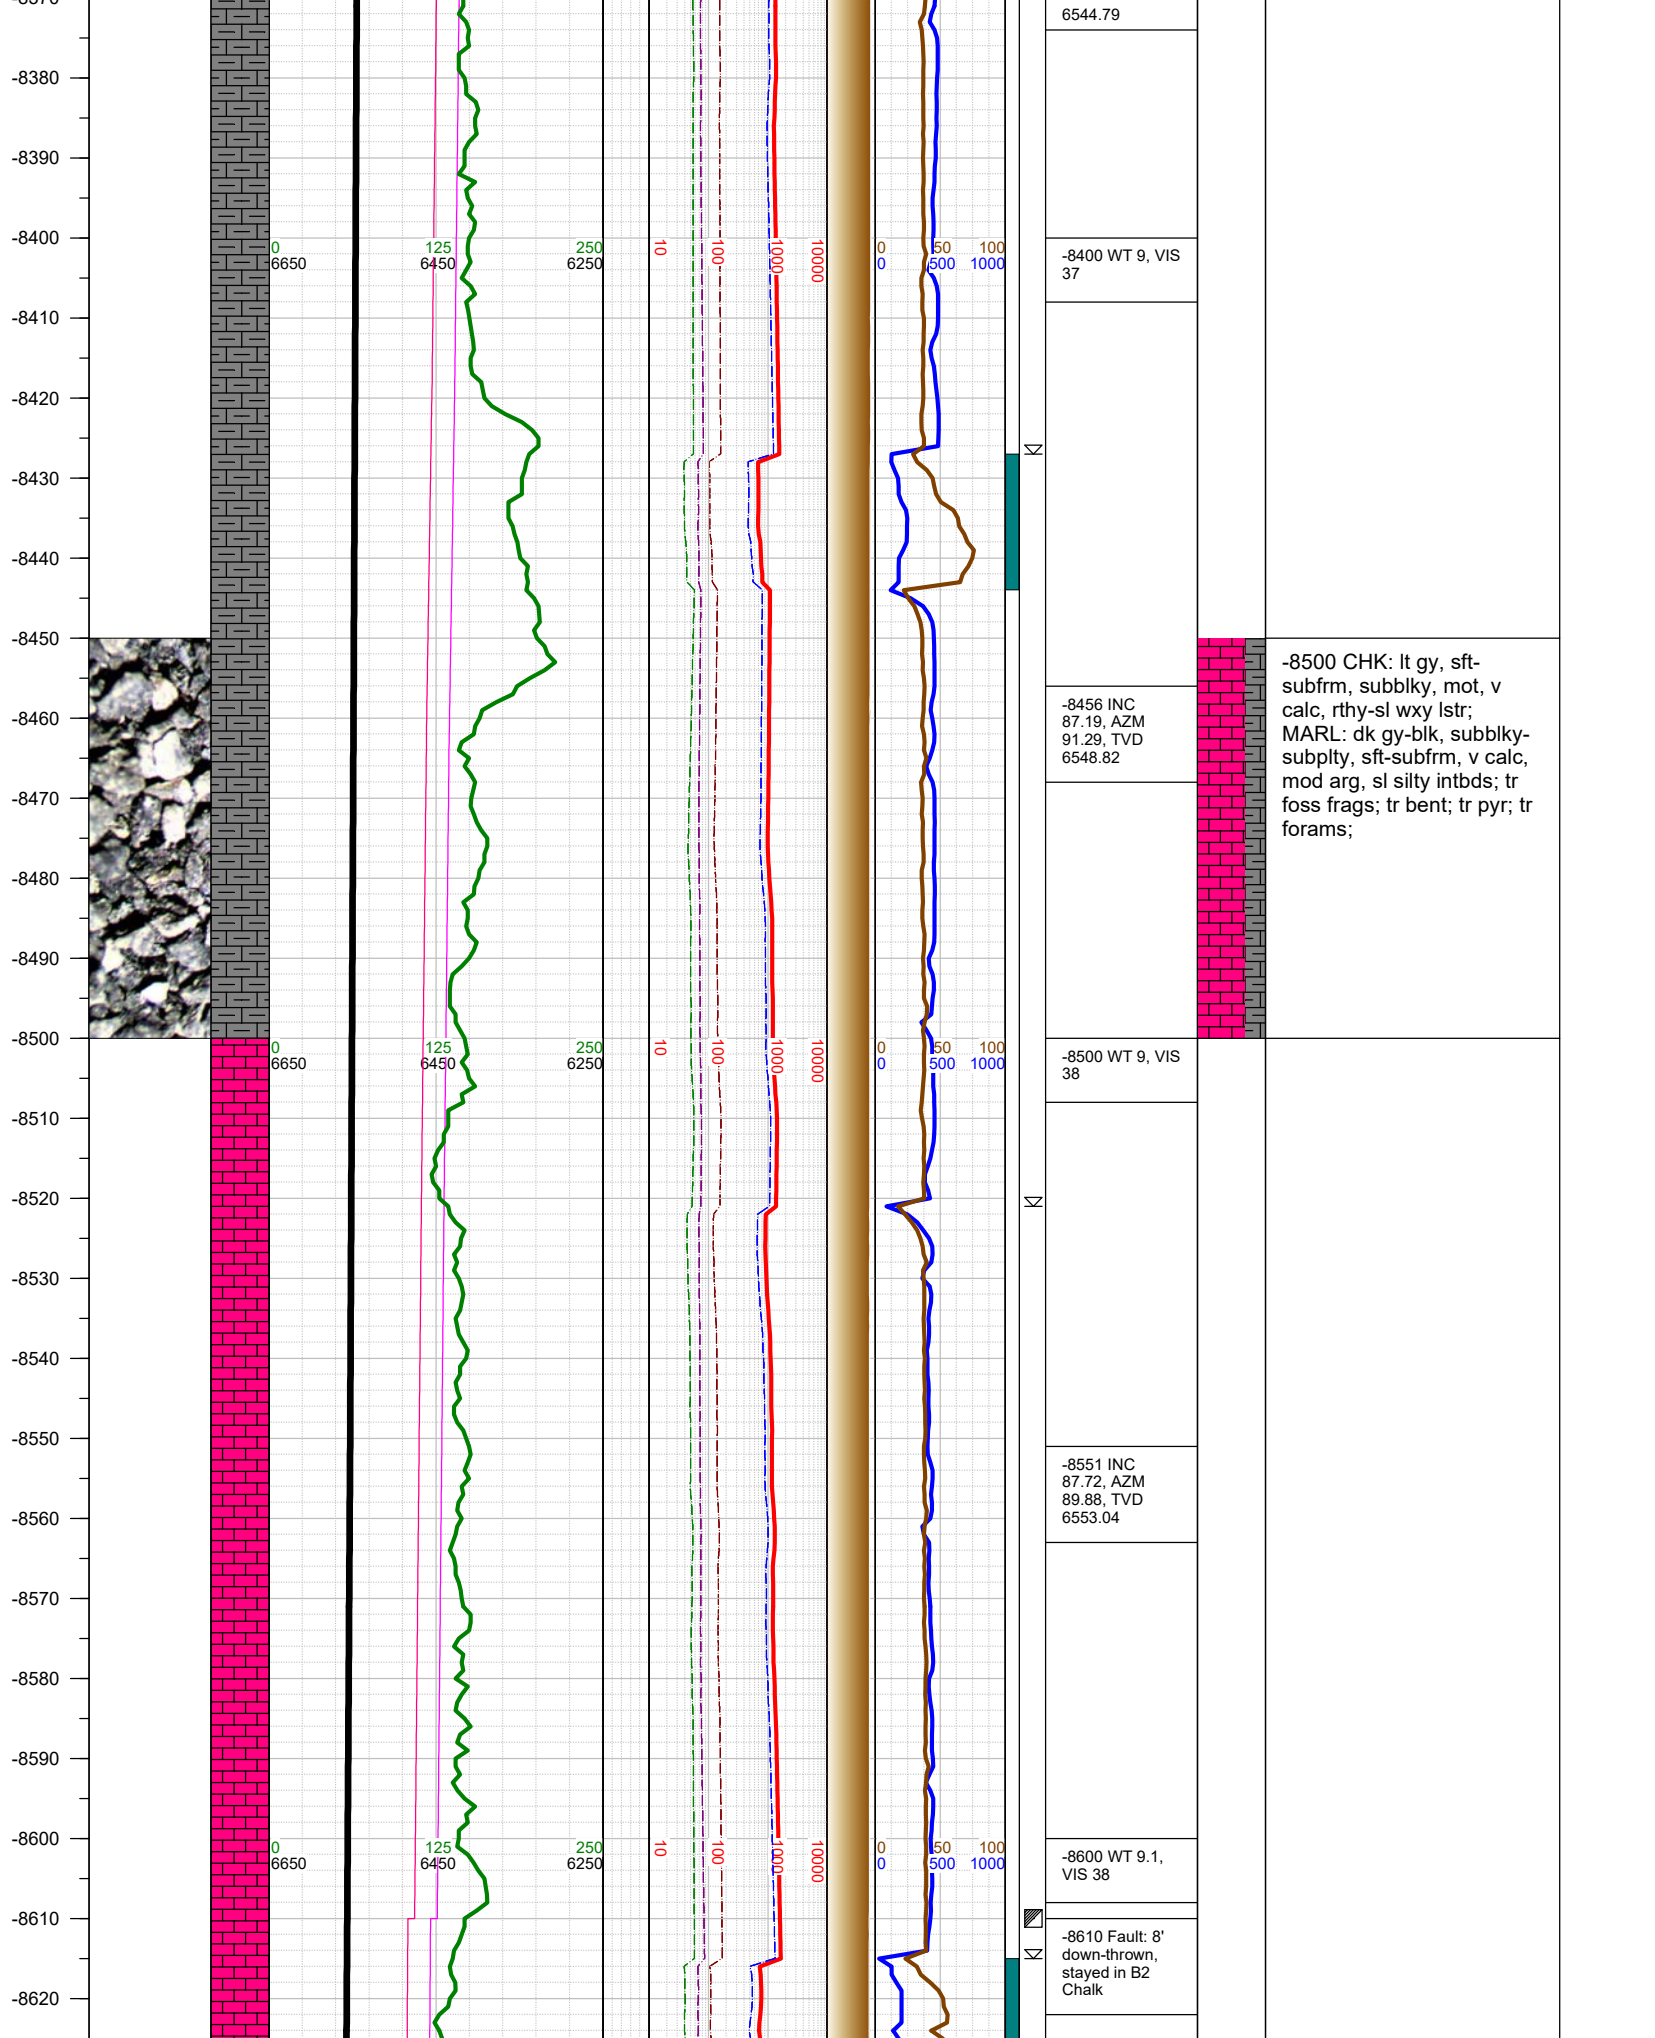 6544.79
-8380
-8390
-8400
0 125 250
6650 6450 6250
10 100 1000 10000
0 50 100
0 500 1000
-8400 WT 9, VIS
37
-8410
-8420
-8430
-8440
-8450
-8500 CHK: lt gy, sft-
subfrm, subblky, mot, v
calc, rthy-sl wxy lstr;
MARL: dk gy-blk, subblky-
subplty, sft-subfrm, v calc,
mod arg, sl silty intbds; tr
foss frags; tr bent; tr pyr; tr
forams;
-8456 INC
87.19, AZM
91.29, TVD
6548.82
-8460
-8470
-8480
-8490
-8500
0 125 250
6650 6450 6250
10 100 1000 10000
0 50 100
0 500 1000
-8500 WT 9, VIS
38
-8510
-8520
-8530
-8540
-8550
-8551 INC
87.72, AZM
89.88, TVD
6553.04
-8560
-8570
-8580
-8590
-8600
0 125 250
6650 6450 6250
10 100 1000 10000
0 50 100
0 500 1000
-8600 WT 9.1,
VIS 38
-8610
-8610 Fault: 8'
down-thrown,
stayed in B2
Chalk
-8620